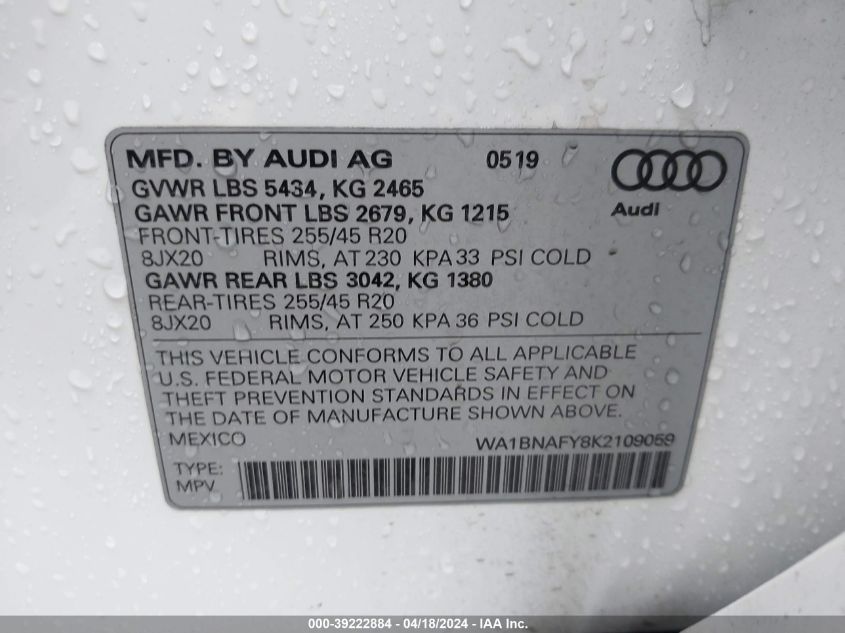 MFD. BY AUDI AG 0519
Audi
GVWR LBS 5434, KG 2465
GAWR FRONT LBS 2679, KG 1215
FRONT-TIRES 255/45 R20
8JX20 RIMS, AT 230 KPA 33 PSI COLD
GAWR REAR LBS 3042, KG 1380
REAR-TIRES 255/45 R20
8JX20 RIMS, AT 250 KPA 36 PSI COLD
THIS VEHICLE CONFORMS TO ALL APPLICABLE
U.S. FEDERAL MOTOR VEHICLE SAFETY AND
THEFT PREVENTION STANDARDS IN EFFECT ON
THE DATE OF MANUFACTURE SHOWN ABOVE.
MEXICO WA1BNAFY8K2109059
TYPE:
MPV
000-39222884 - 04/18/2024 - IAA Inc.